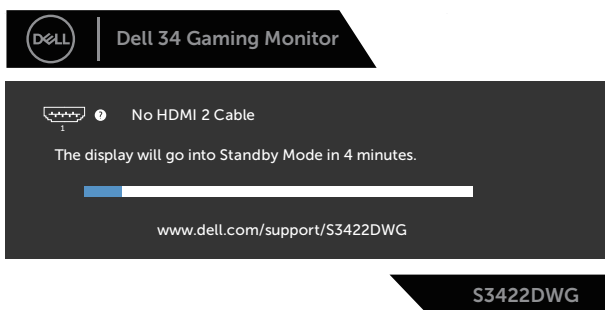 DELL
Dell 34 Gaming Monitor
? No HDMI 2 Cable
1
The display will go into Standby Mode in 4 minutes.
www.dell.com/support/S3422DWG
S3422DWG